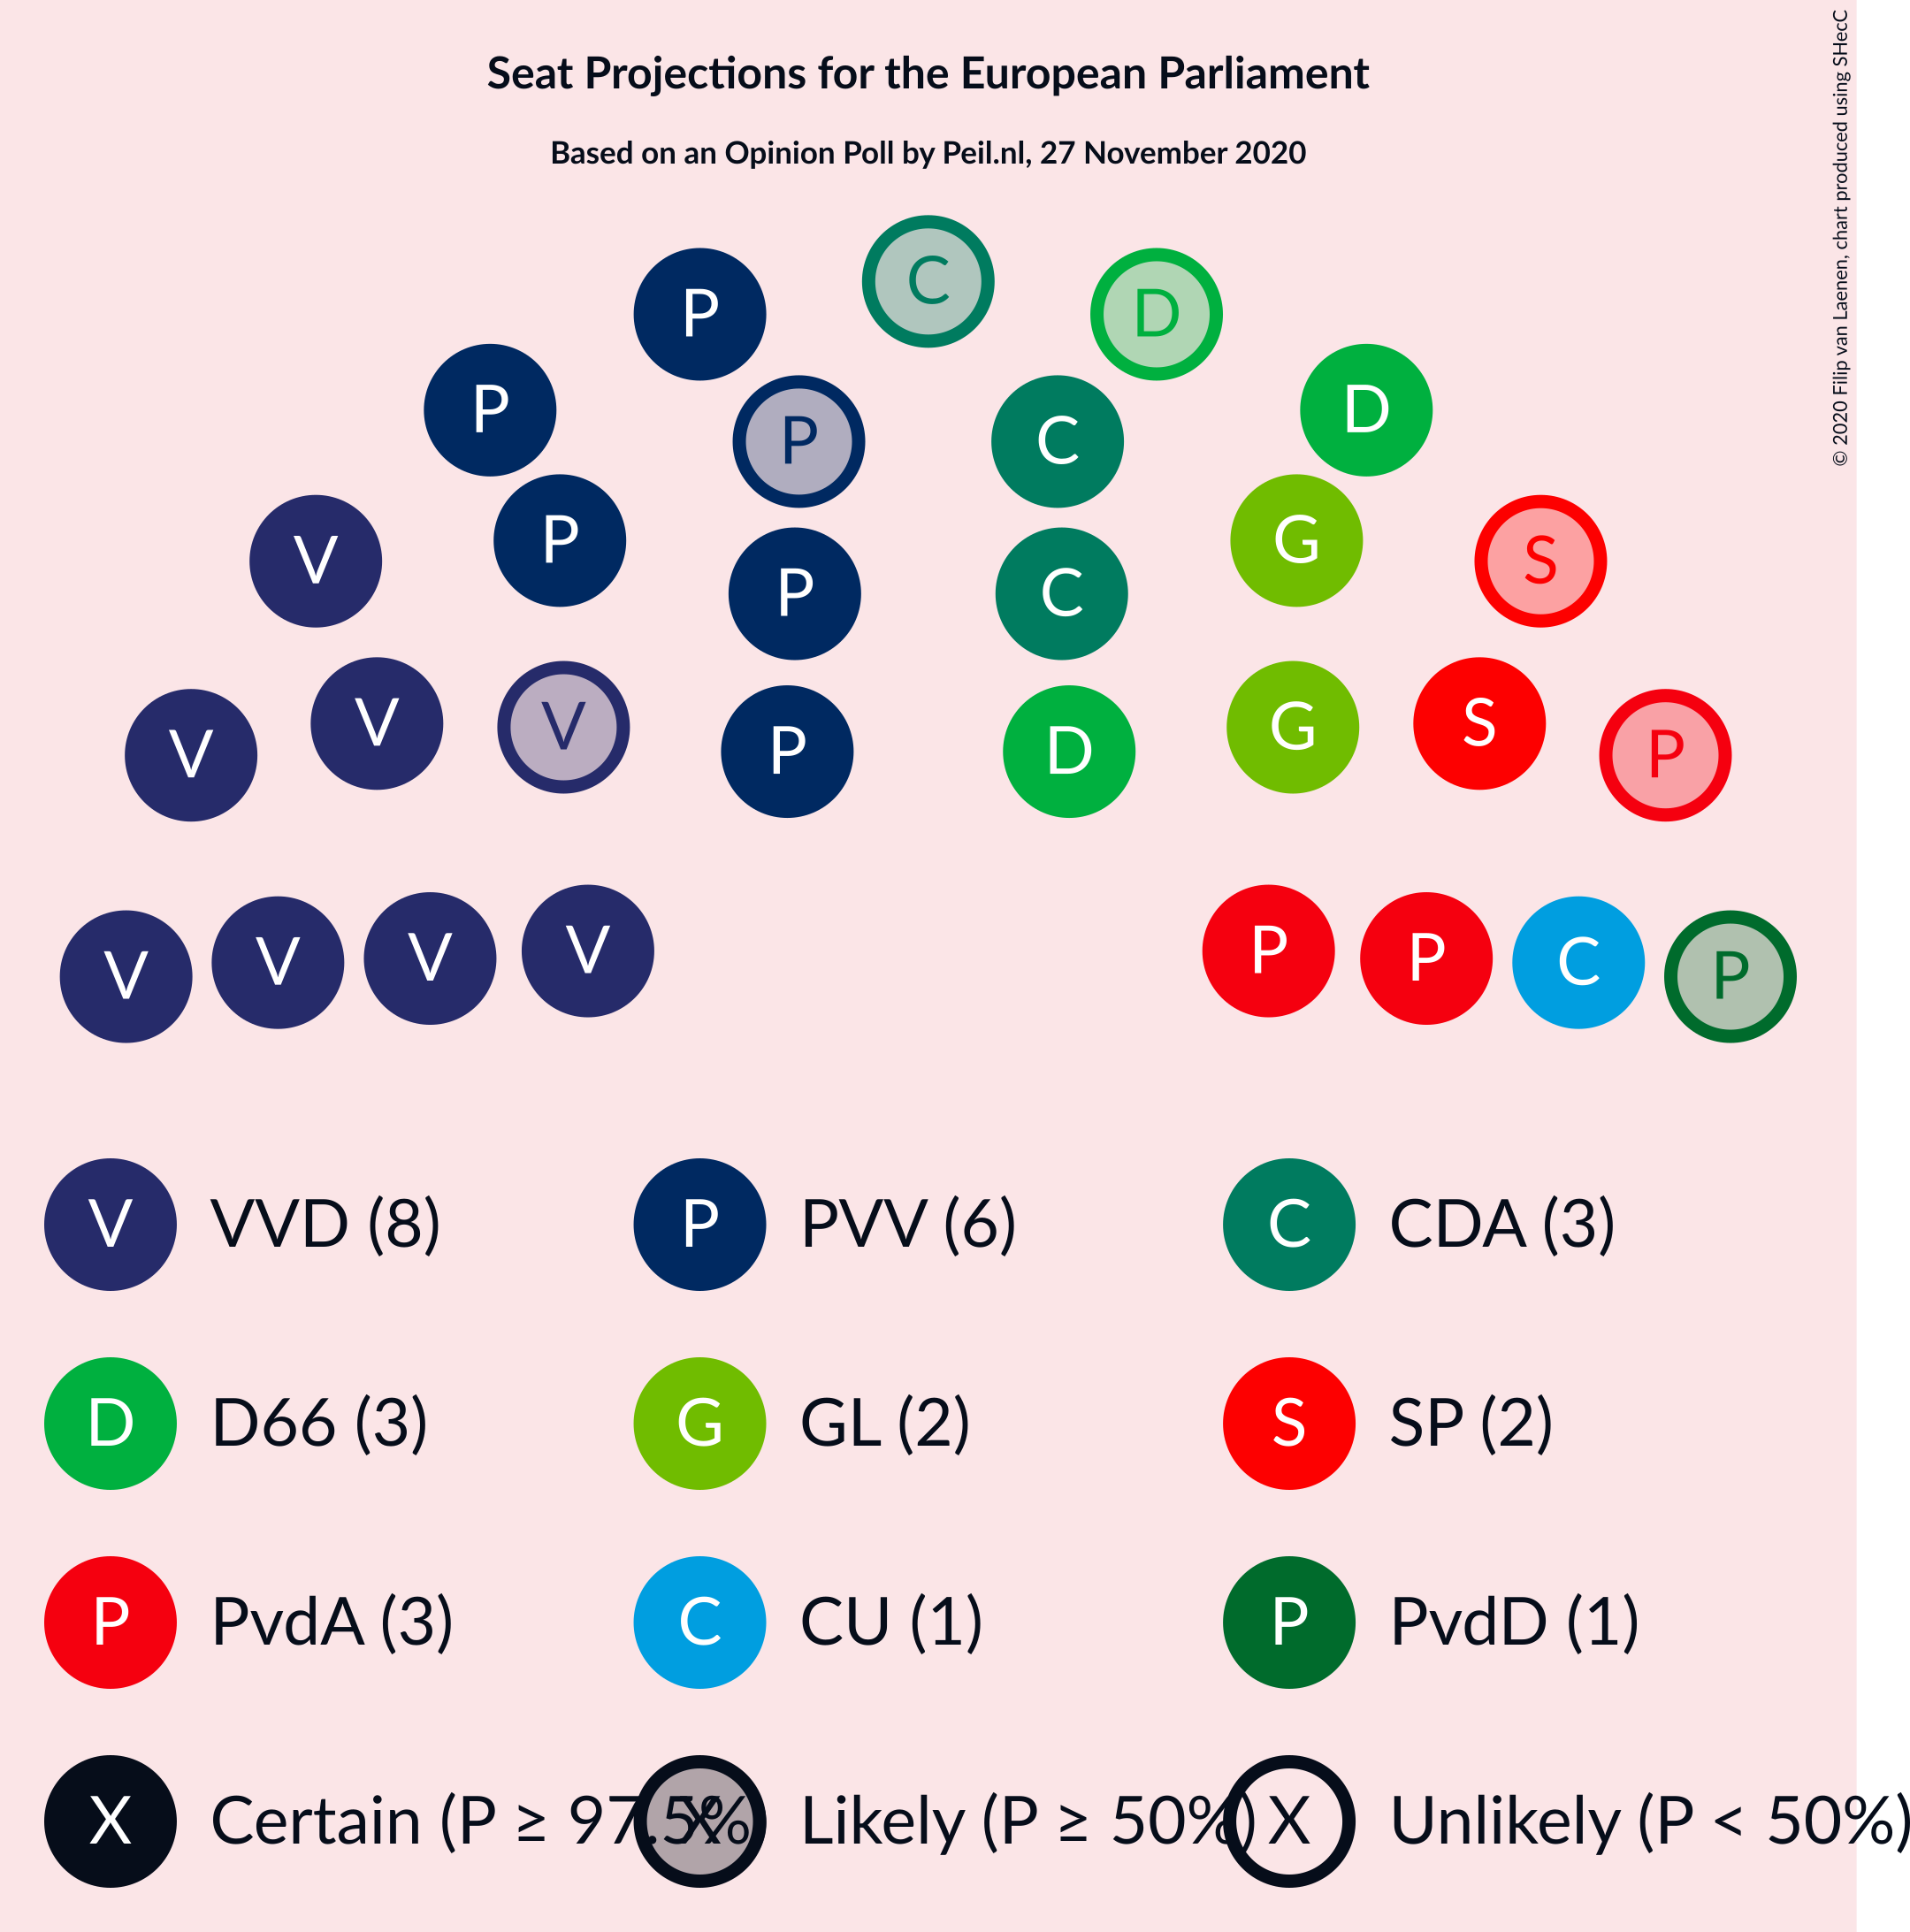 Seat Projections for the European Parliament
Based on an Opinion Poll by Peil.nl, 27 November 2020
© 2020 Filip van Laenen, chart produced using SHecC
C
P D
P D
P C
P G
V S
P C
V V G S
V P
P D
V V P P
V V C P
V VVD (8) P PVV (6) C CDA (3)
D D66 (3) G GL (2) S SP (2)
P PvdA (3) C CU (1) P PvdD (1)
X Certain (P ≥ 97.5%) X Likely (P ≥ 50%) X Unlikely (P < 50%)